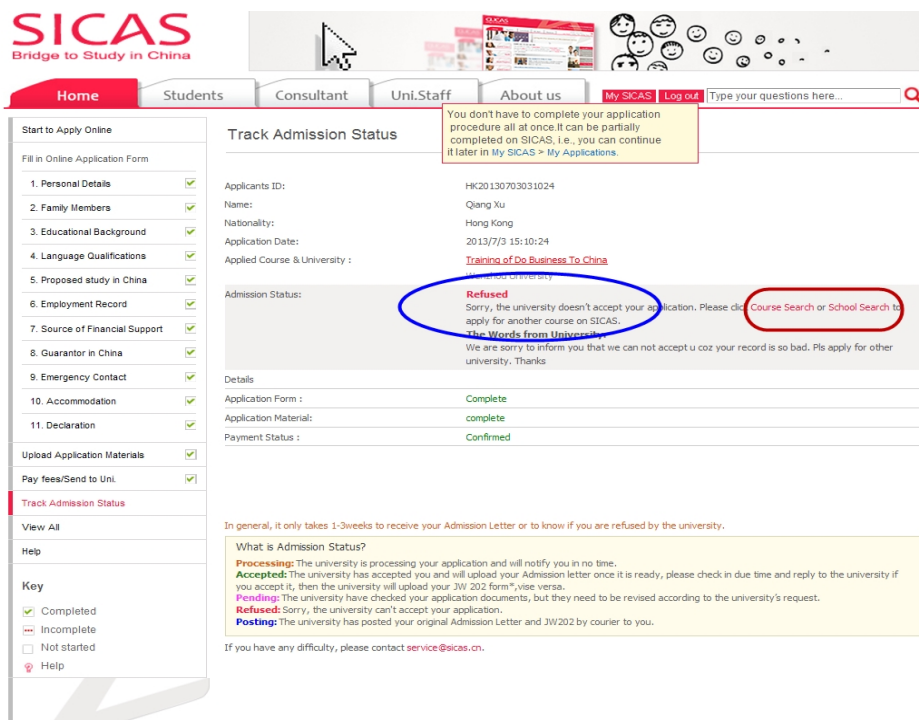 SICAS
Bridge to Study in China
Home
Students
Consultant
Uni.Staff
About us
My SICAS
Log out
Type your questions here...
You don't have to complete your application
procedure all at once.It can be partially
completed on SICAS, i.e., you can continue
it later in My SICAS > My Applications.
Start to Apply Online
Fill in Online Application Form
1. Personal Details
2. Family Members
3. Educational Background
4. Language Qualifications
5. Proposed study in China
6. Employment Record
7. Source of Financial Support
8. Guarantor in China
9. Emergency Contact
10. Accommodation
11. Declaration
Upload Application Materials
Pay fees/Send to Uni.
Track Admission Status
View All
Help
Key
Completed
Incomplete
Not started
Help
Track Admission Status
Applicants ID: HK20130703031024
Name: Qiang Xu
Nationality: Hong Kong
Application Date: 2013/7/3 15:10:24
Applied Course & University : Training of Do Business To China
University
Admission Status: Refused
Sorry, the university doesn't accept your application. Please clic Course Search or School Search to
apply for another course on SICAS.
The Words from University:
We are sorry to inform you that we can not accept u coz your record is so bad. Pls apply for other
university. Thanks
Details
Application Form : Complete
Application Material: complete
Payment Status : Confirmed
In general, it only takes 1-3weeks to receive your Admission Letter or to know if you are refused by the university.
What is Admission Status?
Processing: The university is processing your application and will notify you in no time.
Accepted: The university has accepted you and will upload your Admission letter once it is ready, please check in due time and reply to the university if
you accept it, then the university will upload your JW 202 form*,vise versa.
Pending: The university have checked your application documents, but they need to be revised according to the university's request.
Refused: Sorry, the university can't accept your application.
Posting: The university has posted your original Admission Letter and JW202 by courier to you.
If you have any difficulty, please contact service@sicas.cn.